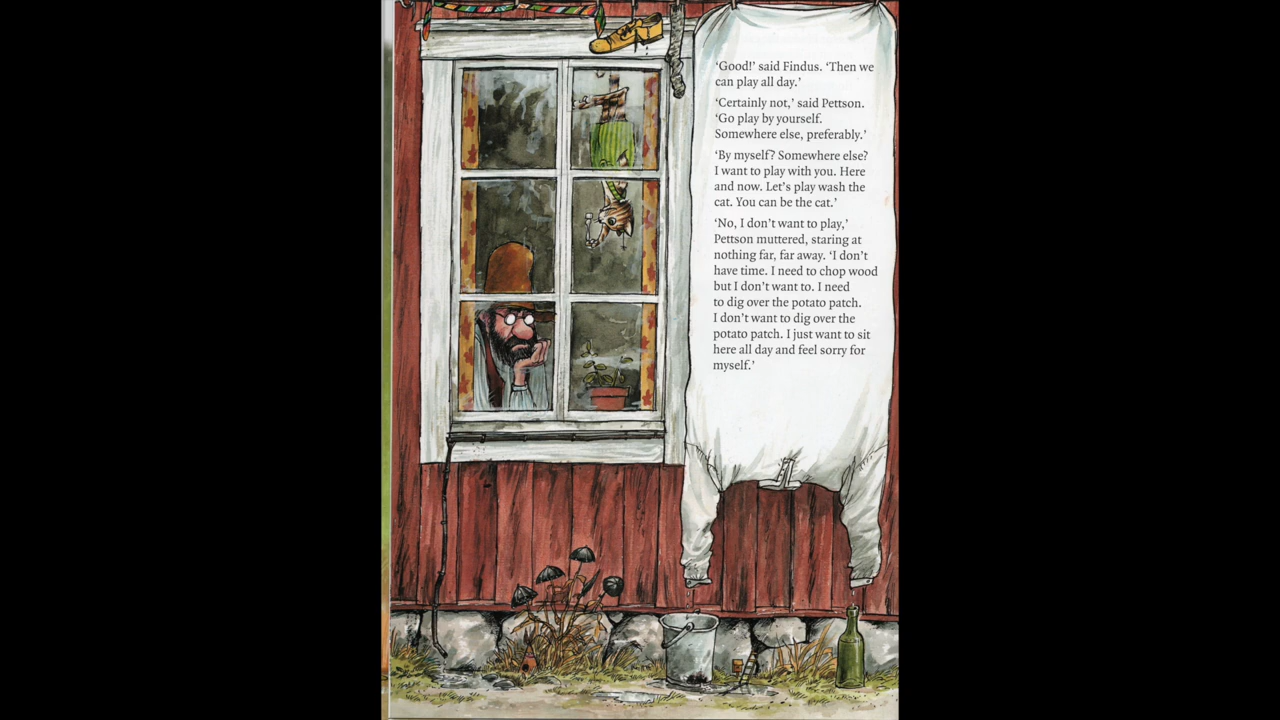 ‘Good!’ said Findus. ‘Then we
can play all day.’
‘Certainly not,’ said Pettson.
‘Go play by yourself.
Somewhere else, preferably.’
‘By myself? Somewhere else?
I want to play with you. Here
and now. Let’s play wash the
cat. You can be the cat.’
‘No, I don’t want to play,’
Pettson muttered, staring at
nothing far, far away. ‘I don’t
have time. I need to chop wood
but I don’t want to. I need
to dig over the potato patch.
I don’t want to dig over the
potato patch. I just want to sit
here all day and feel sorry for
myself.’